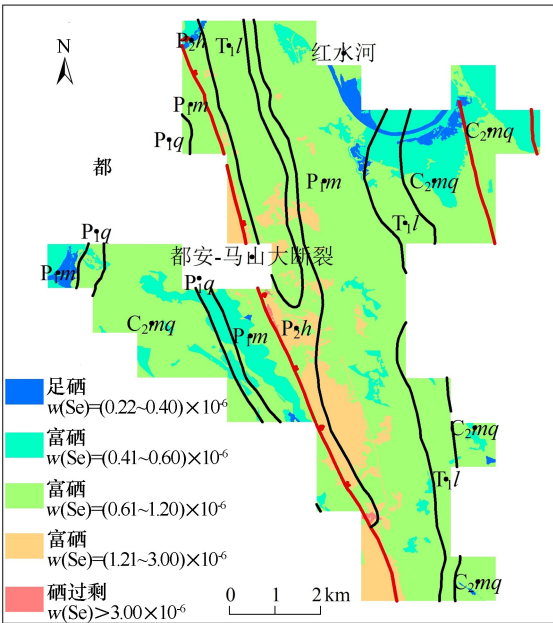 P₂h
T₁l
红水河
N
P₁m
C₂mq
P₁q
都
P₁m
C₂mq
T₁l
P₁q
都安-马山大断裂
P₁m
P₁q
C₂mq
P₁m
P₂h
足硒
w(Se)=(0.22~0.40)×10⁻⁶
富硒
w(Se)=(0.41~0.60)×10⁻⁶
C₂mq
富硒
w(Se)=(0.61~1.20)×10⁻⁶
T₁l
富硒
w(Se)=(1.21~3.00)×10⁻⁶
硒过剩
w(Se)>3.00×10⁻⁶
0 1 2 km
C₂mq